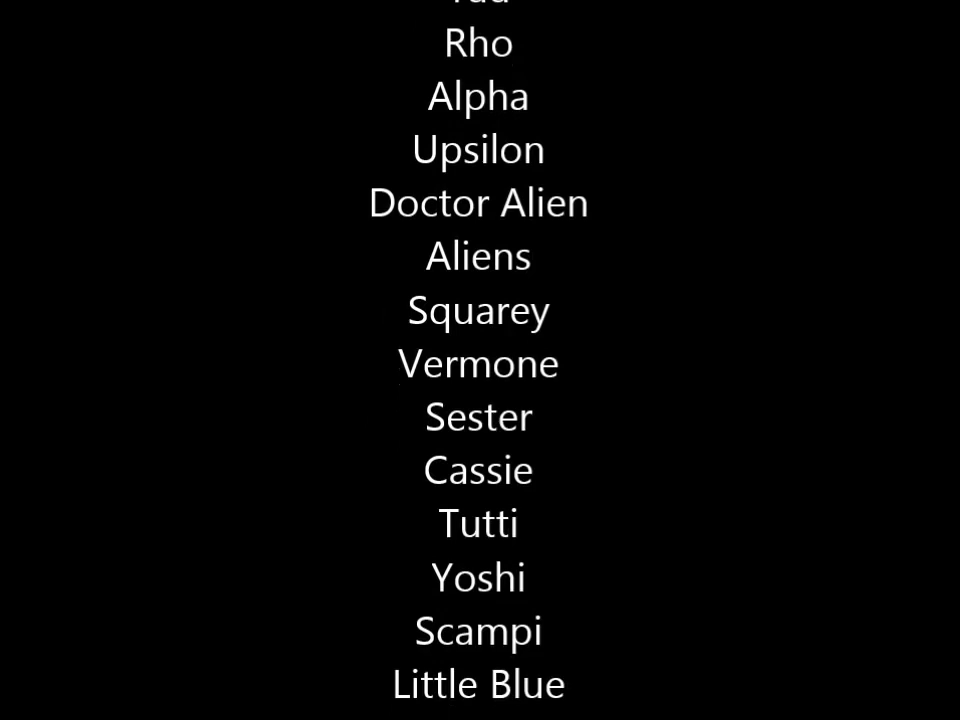 Rho
Alpha
Upsilon
Doctor Alien
Aliens
Squarey
Vermone
Sester
Cassie
Tutti
Yoshi
Scampi
Little Blue